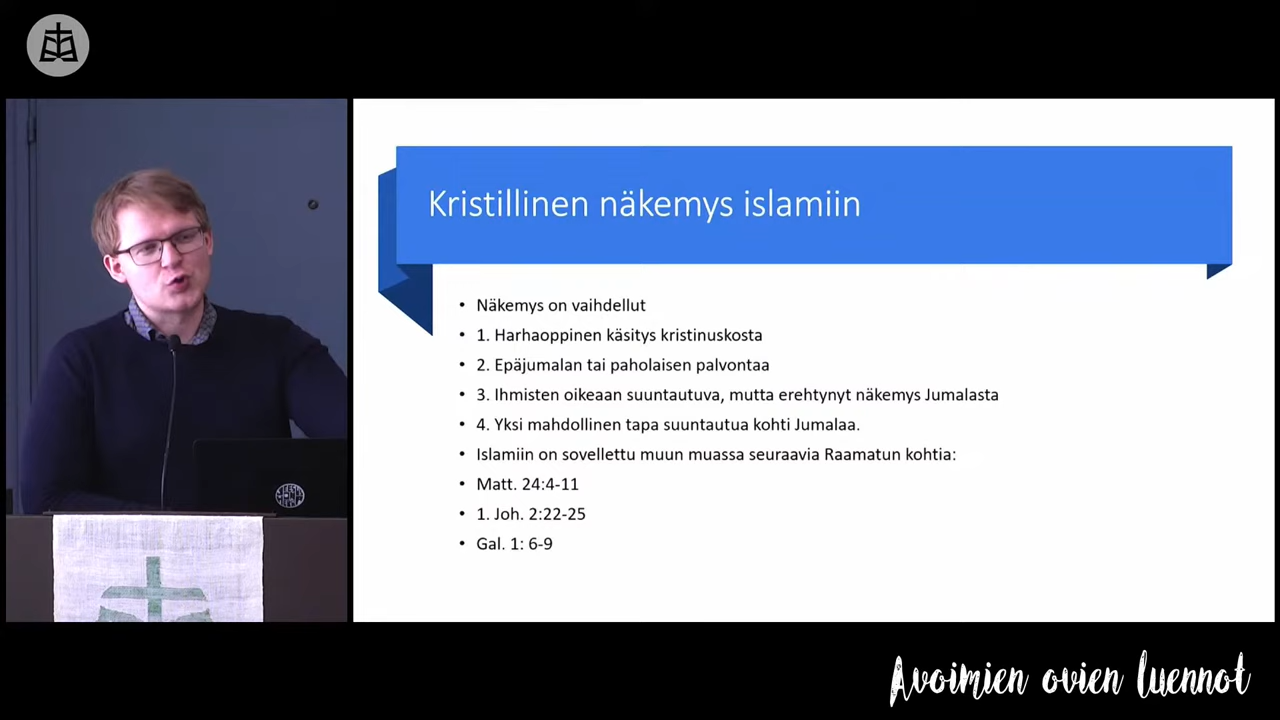 Kristillinen näkemys islamiin
• Näkemys on vaihdellut
• 1. Harhaoppinen käsitys kristinuskosta
• 2. Epäjumalan tai paholaisen palvontaa
• 3. Ihmisten oikeaan suuntautuva, mutta erehtynyt näkemys Jumalasta
• 4. Yksi mahdollinen tapa suuntautua kohti Jumalaa.
• Islamiin on sovellettu muun muassa seuraavia Raamatun kohtia:
• Matt. 24:4-11
• 1. Joh. 2:22-25
• Gal. 1: 6-9
Avoimien ovien luennot